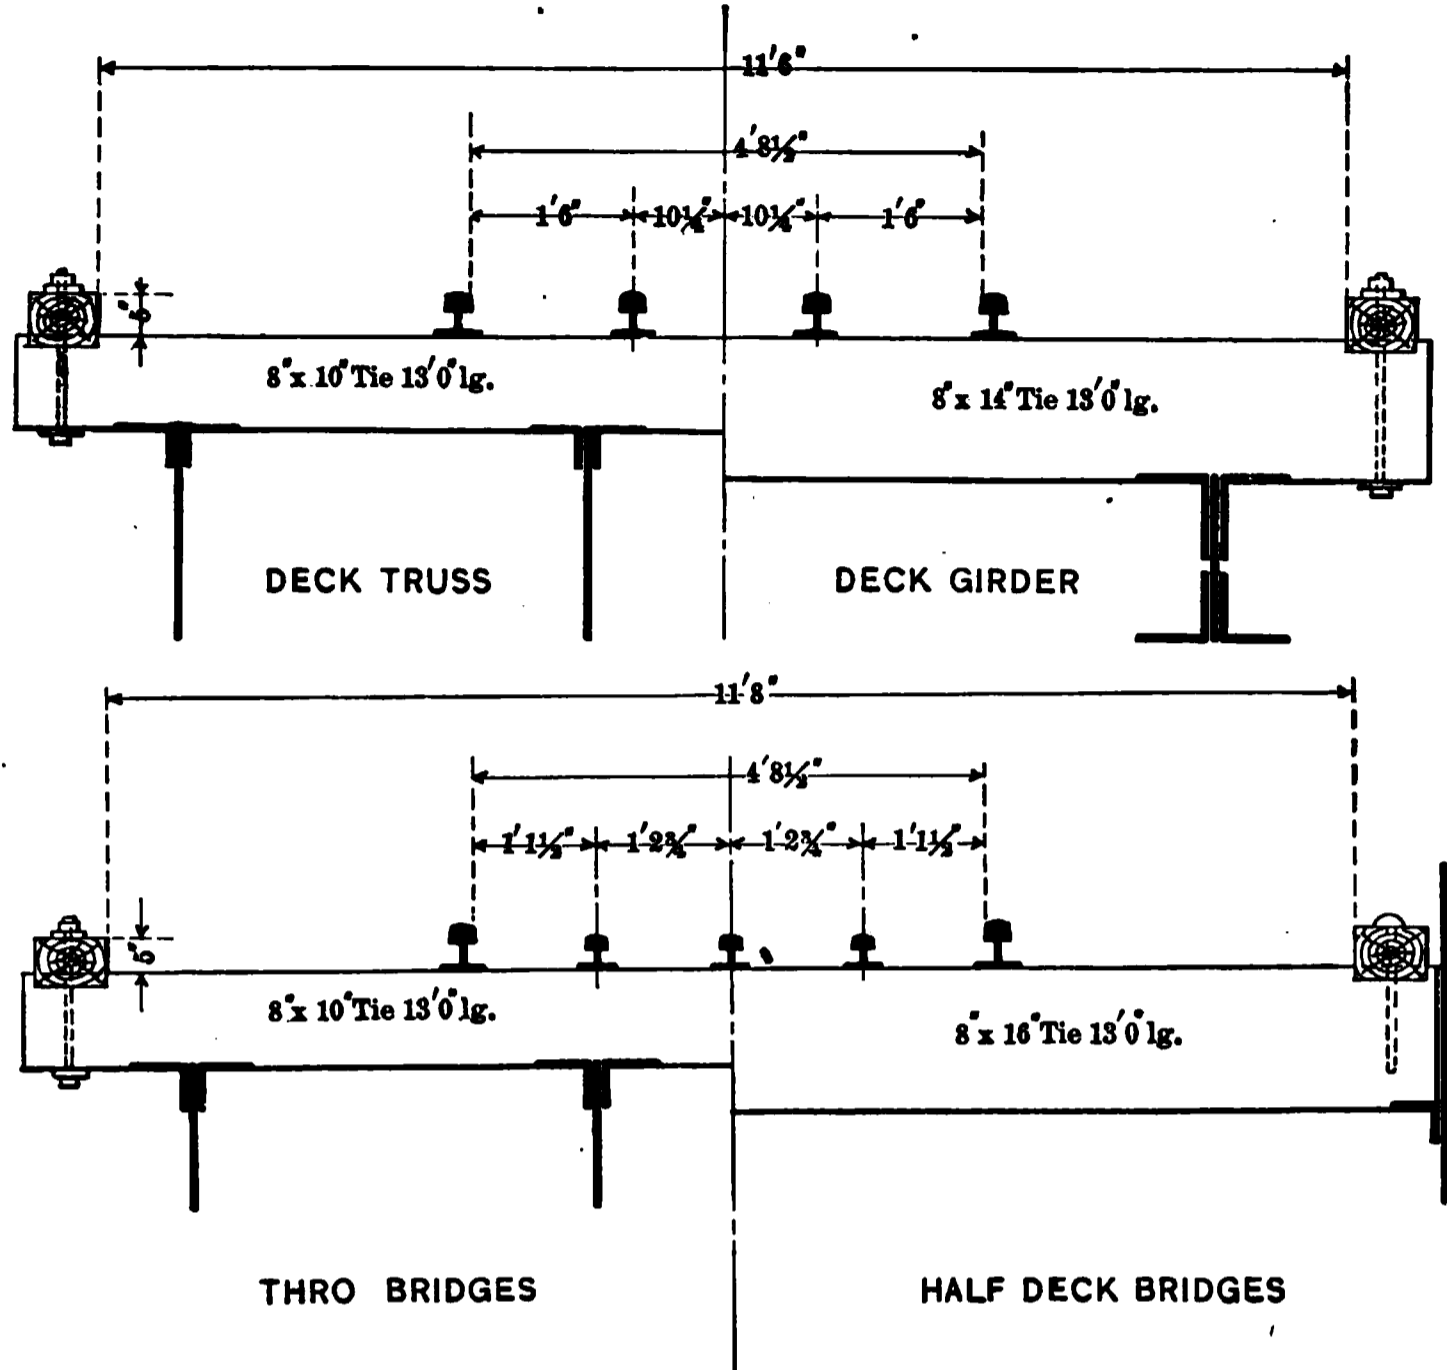 11'6"
4'8½"
1'6" 10¼" 10¼" 1'6"
5"
8"x 10" Tie 13'0" lg.
8"x 14" Tie 13'0" lg.
DECK TRUSS
DECK GIRDER
11'8"
4'8½"
1'1½" 1'2¾" 1'2¾" 1'1½"
5"
8"x 10" Tie 13'0" lg.
8"x 16" Tie 13'0" lg.
THRO BRIDGES
HALF DECK BRIDGES